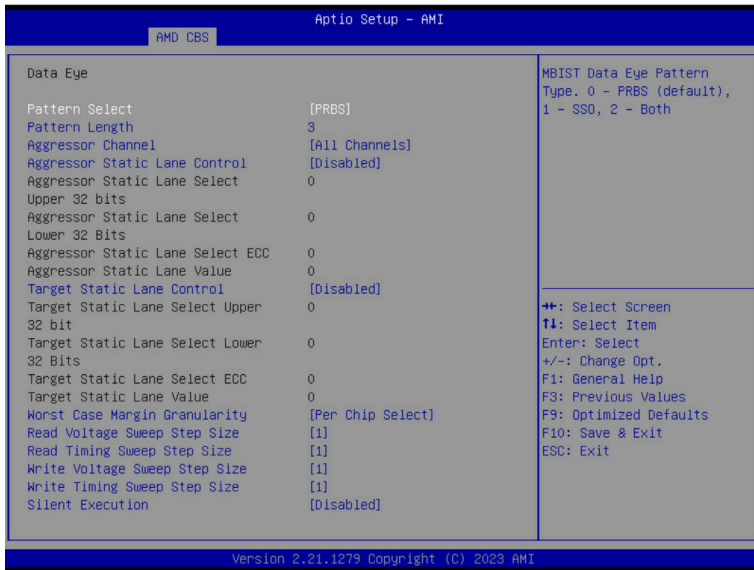 Aptio Setup - AMI
AMD CBS
Data Eye
Pattern Select [PRBS]
Pattern Length 3
Aggressor Channel [All Channels]
Aggressor Static Lane Control [Disabled]
Aggressor Static Lane Select 0
Upper 32 bits
Aggressor Static Lane Select 0
Lower 32 Bits
Aggressor Static Lane Select ECC 0
Aggressor Static Lane Value 0
Target Static Lane Control [Disabled]
Target Static Lane Select Upper 0
32 bit
Target Static Lane Select Lower 0
32 Bits
Target Static Lane Select ECC 0
Target Static Lane Value 0
Worst Case Margin Granularity [Per Chip Select]
Read Voltage Sweep Step Size [1]
Read Timing Sweep Step Size [1]
Write Voltage Sweep Step Size [1]
Write Timing Sweep Step Size [1]
Silent Execution [Disabled]
MBIST Data Eye Pattern
Type. 0 - PRBS (default),
1 - SSO, 2 - Both
→←: Select Screen
↑↓: Select Item
Enter: Select
+/-: Change Opt.
F1: General Help
F3: Previous Values
F9: Optimized Defaults
F10: Save & Exit
ESC: Exit
Version 2.21.1279 Copyright (C) 2023 AMI